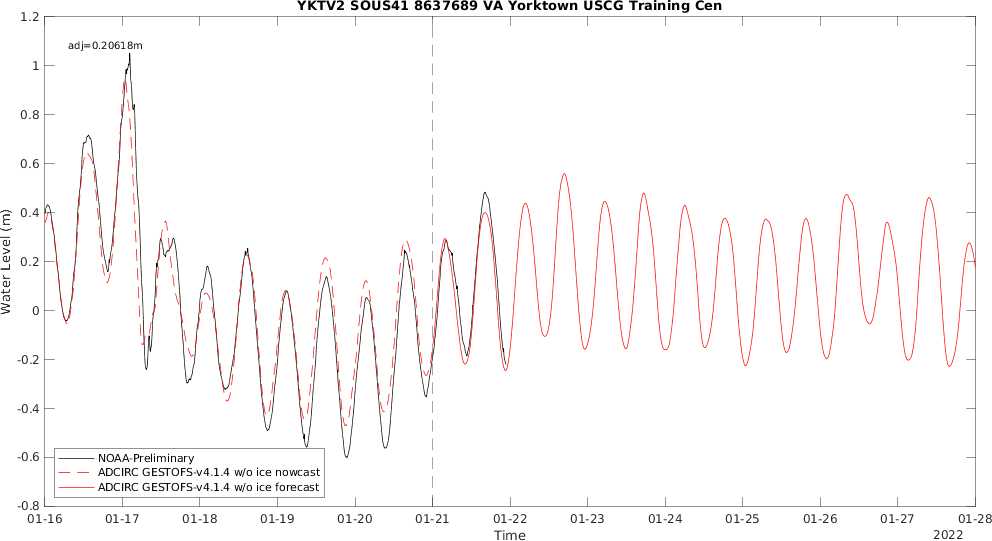 YKTV2 SOUS41 8637689 VA Yorktown USCG Training Cen
adj=0.20618m
1.2
1
0.8
0.6
0.4
0.2
0
-0.2
-0.4
-0.6
-0.8
Water Level (m)
NOAA-Preliminary
ADCIRC GESTOFS-v4.1.4 w/o ice nowcast
ADCIRC GESTOFS-v4.1.4 w/o ice forecast
01-16 01-17 01-18 01-19 01-20 01-21 01-22 01-23 01-24 01-25 01-26 01-27 01-28
Time
2022